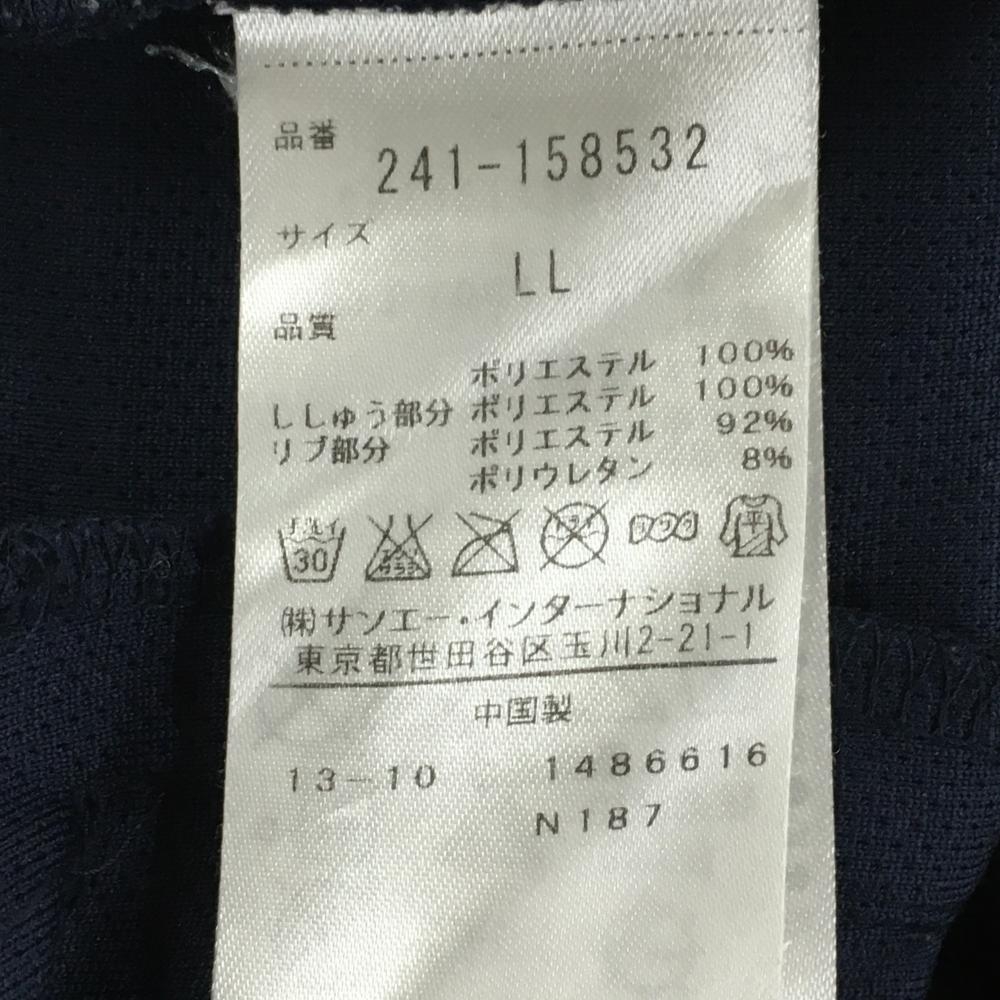 品番
241-158532
サイズ
LL
品質
ポリエステル 100%
ししゅう部分 ポリエステル 100%
リブ部分 ポリエステル 92%
ポリウレタン 8%
手洗イ 30 平
(株)サンエー・インターナショナル
東京都世田谷区玉川2-21-1
中国製
13-10 1486616
N187